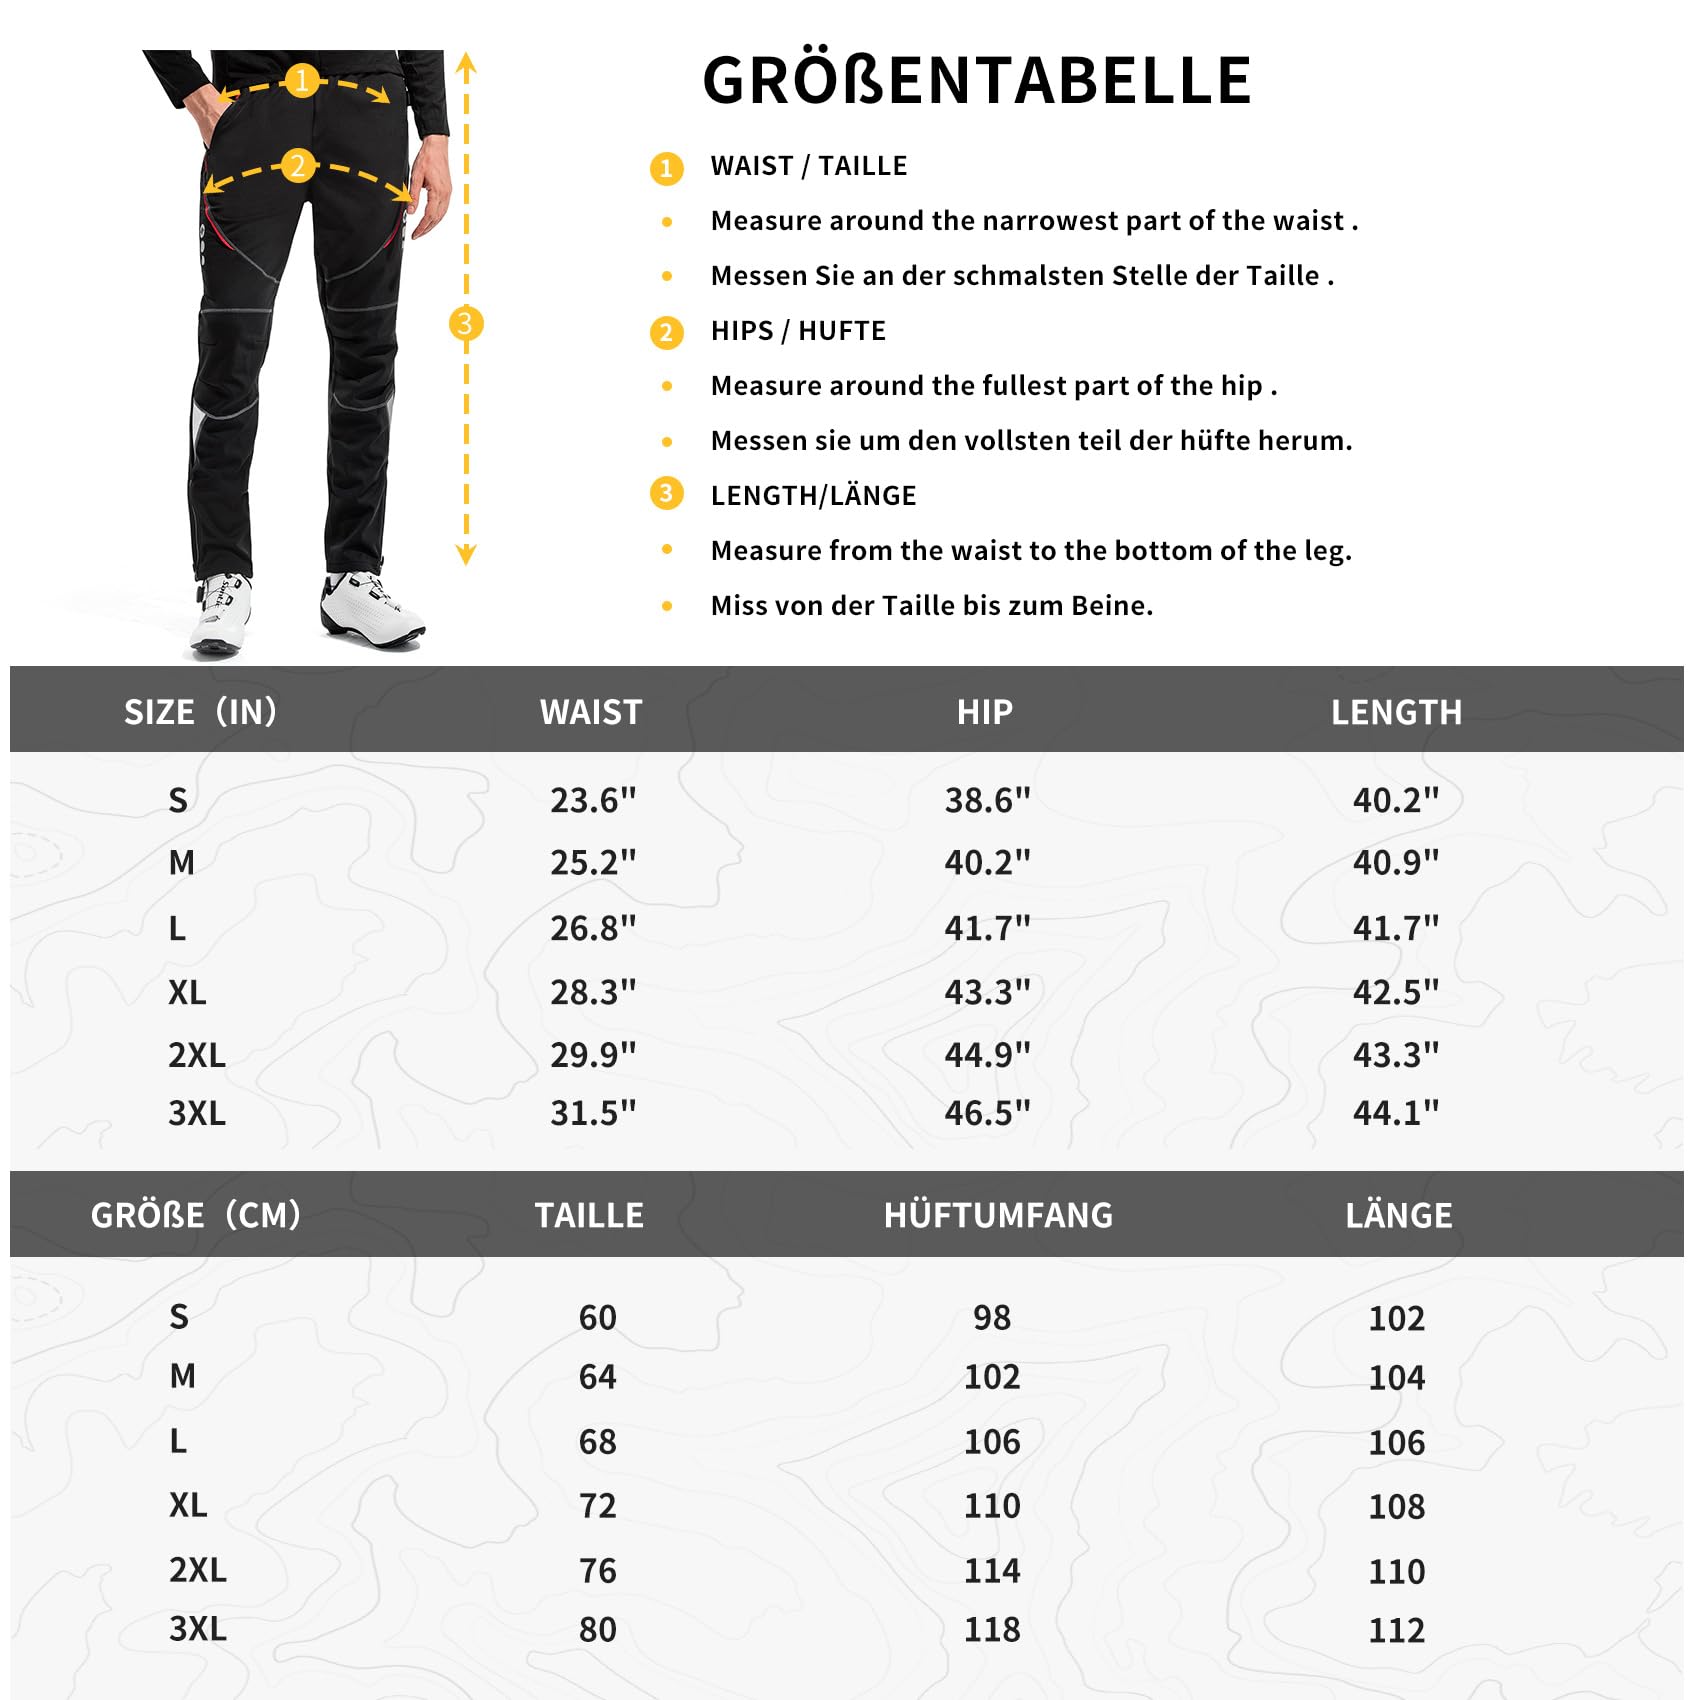 GRÖßENTABELLE
1 WAIST / TAILLE
Measure around the narrowest part of the waist .
Messen Sie an der schmalsten Stelle der Taille .
2 HIPS / HUFTE
Measure around the fullest part of the hip .
Messen sie um den vollsten teil der hüfte herum.
3 LENGTH/LÄNGE
Measure from the waist to the bottom of the leg.
Miss von der Taille bis zum Beine.
1
2
3
SIZE（IN） WAIST HIP LENGTH
S 23.6" 38.6" 40.2"
M 25.2" 40.2" 40.9"
L 26.8" 41.7" 41.7"
XL 28.3" 43.3" 42.5"
2XL 29.9" 44.9" 43.3"
3XL 31.5" 46.5" 44.1"
GRÖßE（CM） TAILLE HÜFTUMFANG LÄNGE
S 60 98 102
M 64 102 104
L 68 106 106
XL 72 110 108
2XL 76 114 110
3XL 80 118 112